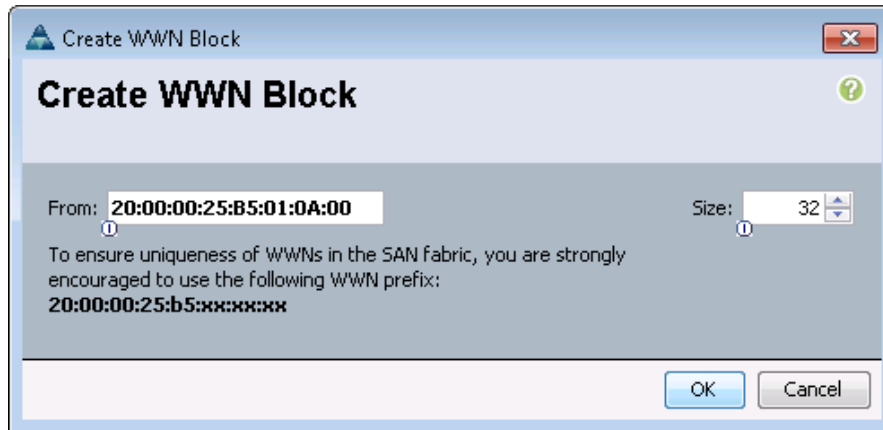 Create WWN Block
Create WWN Block
From: 20:00:00:25:B5:01:0A:00 Size: 32
To ensure uniqueness of WWNs in the SAN fabric, you are strongly
encouraged to use the following WWN prefix:
20:00:00:25:b5:xx:xx:xx
OK Cancel